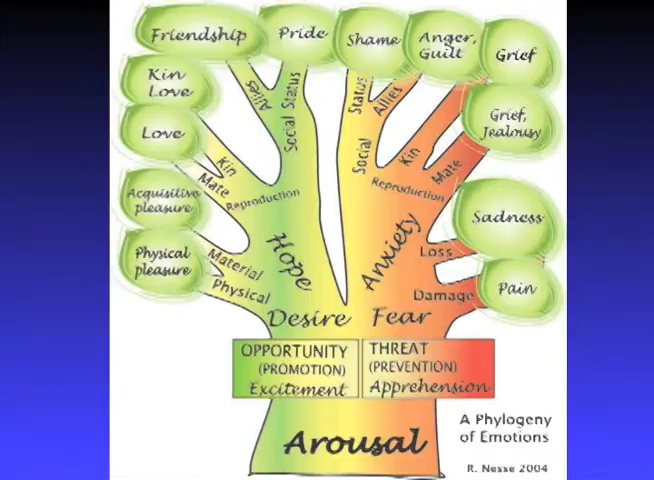 Friendship
Pride
Shame
Anger,
Guilt
Grief
Kin
Love
Love
Acquisitive
pleasure
Physical
pleasure
Grief,
Jealousy
Sadness
Pain
Allies
Social Status
Status
Allies
Social
Kin
Mate
Reproduction
Kin
Mate
Reproduction
Material
Physical
Hope
Anxiety
Loss
Damage
Desire
Fear
OPPORTUNITY
(PROMOTION)
Excitement
THREAT
(PREVENTION)
Apprehension
Arousal
A Phylogeny
of Emotions
R. Nesse 2004